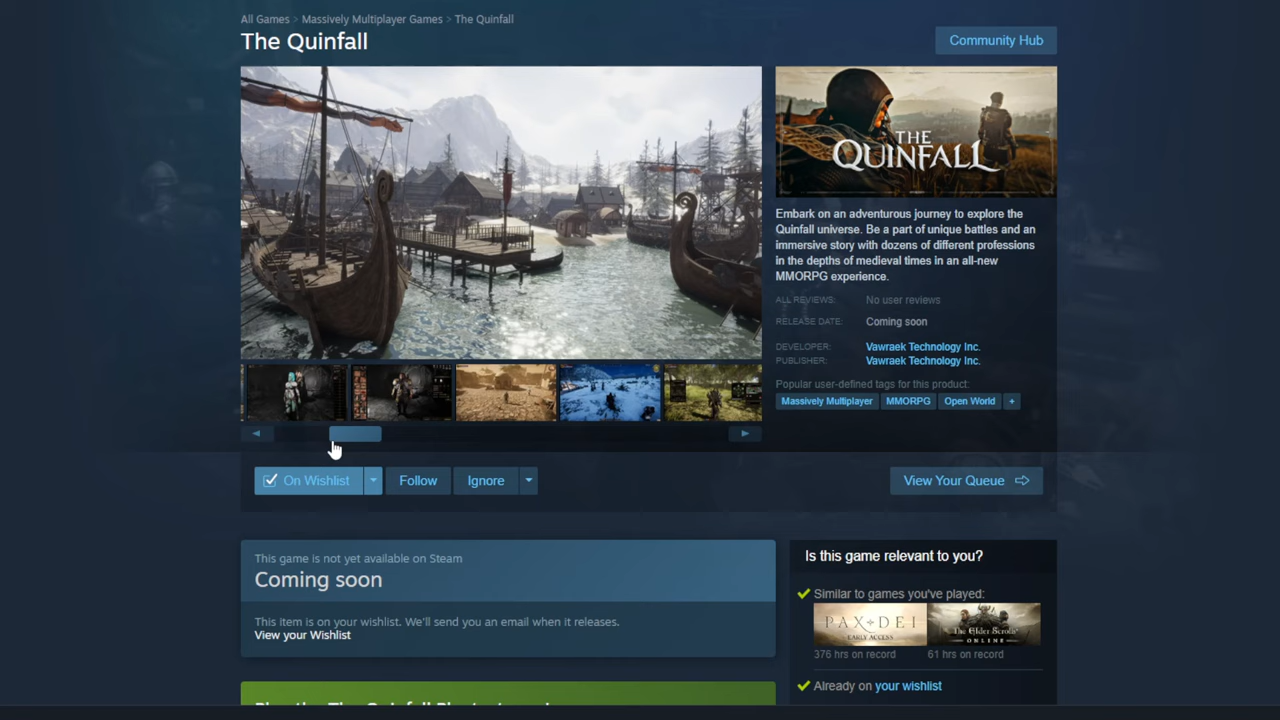 All Games > Massively Multiplayer Games > The Quinfall
The Quinfall
Community Hub
THE
QUINFALL
Embark on an adventurous journey to explore the
Quinfall universe. Be a part of unique battles and an
immersive story with dozens of different professions
in the depths of medieval times in an all-new
MMORPG experience.
ALL REVIEWS: No user reviews
RELEASE DATE: Coming soon
DEVELOPER: Vawraek Technology Inc.
PUBLISHER: Vawraek Technology Inc.
Popular user-defined tags for this product:
Massively Multiplayer MMORPG Open World +
On Wishlist Follow Ignore View Your Queue
This game is not yet available on Steam
Coming soon
This item is on your wishlist. We'll send you an email when it releases.
View your Wishlist
Is this game relevant to you?
Similar to games you've played:
PAX DEI
EARLY ACCESS
The Elder Scrolls
ONLINE
376 hrs on record 61 hrs on record
Already on your wishlist